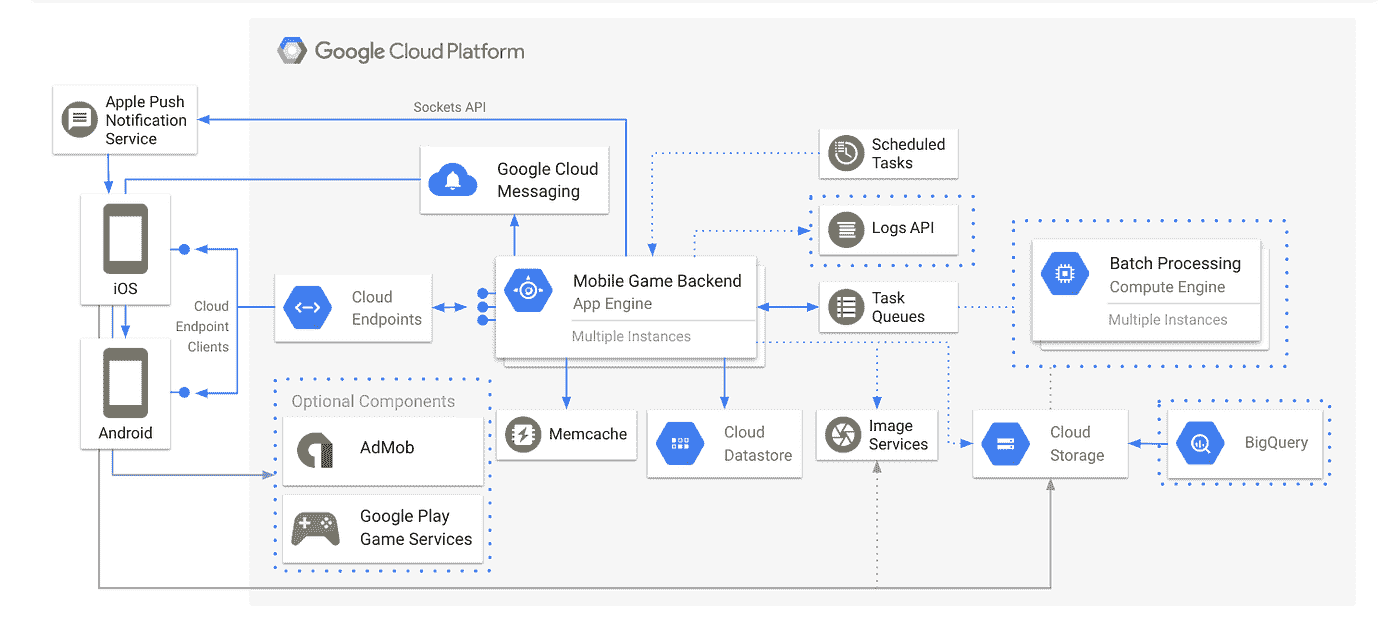 Google Cloud Platform
Apple Push
Notification
Service
Sockets API
Google Cloud
Messaging
Scheduled
Tasks
Logs API
iOS
Cloud
Endpoint
Clients
Cloud
Endpoints
Mobile Game Backend
App Engine
Multiple Instances
Task
Queues
Batch Processing
Compute Engine
Multiple Instances
Android
Optional Components
AdMob
Google Play
Game Services
Memcache
Cloud
Datastore
Image
Services
Cloud
Storage
BigQuery